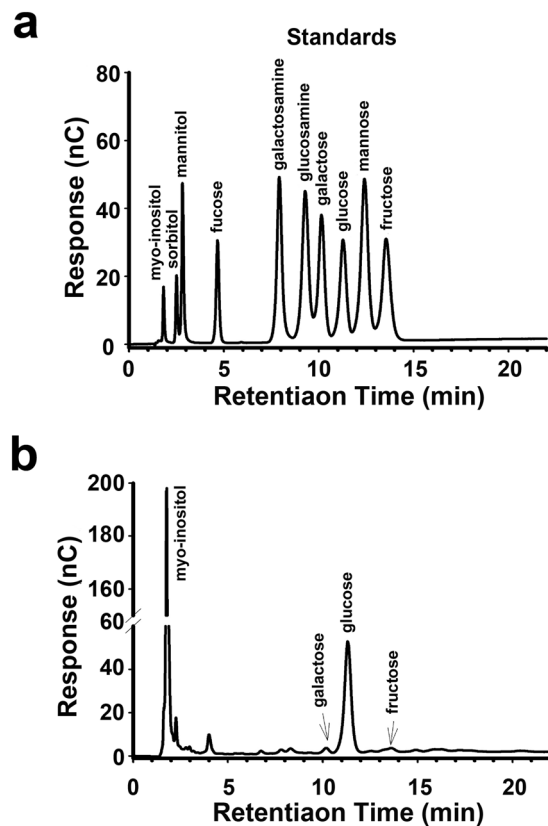 a
Standards
Response (nC)
80
60
40
20
0
myo-inositol
sorbitol
mannitol
fucose
galactosamine
glucosamine
galactose
glucose
mannose
fructose
0 5 10 15 20
Retentiaon Time (min)
b
Response (nC)
200
180
160
60
40
20
0
myo-inositol
galactose
glucose
fructose
0 5 10 15 20
Retentiaon Time (min)